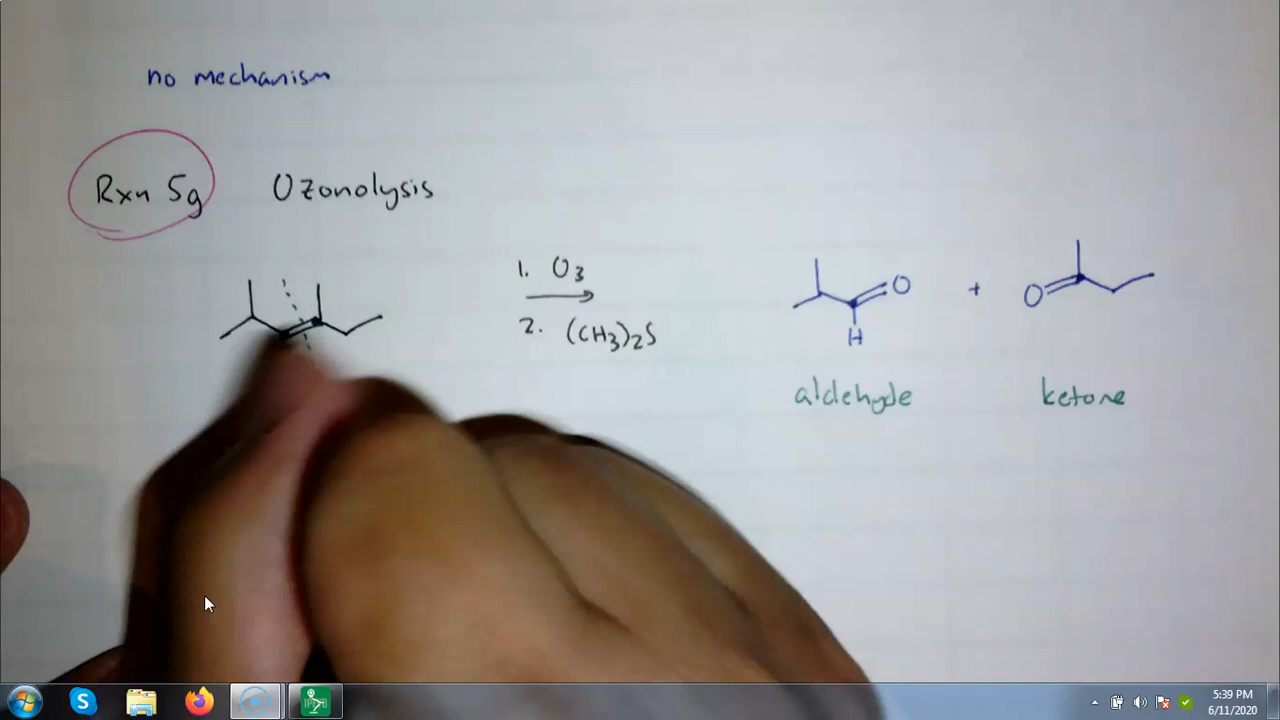 no mechanism
Rxn 5g Ozonolysis
1. O3
2. (CH3)2S
O + O
H
aldehyde ketone
5:39 PM
6/11/2020